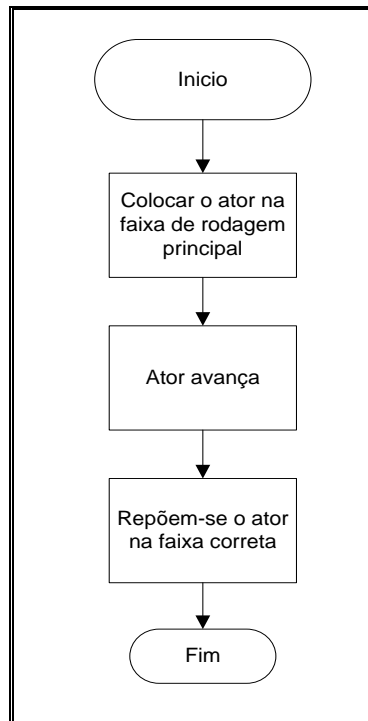 Inicio
Colocar o ator na
faixa de rodagem
principal
Ator avança
Repõem-se o ator
na faixa correta
Fim